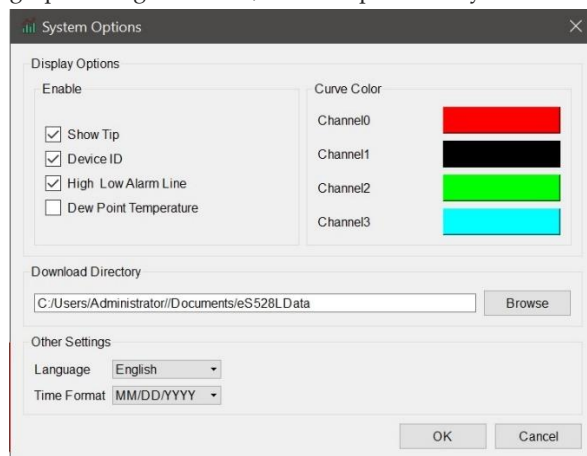 System Options
Display Options
Enable
Show Tip
Device ID
High Low Alarm Line
Dew Point Temperature
Curve Color
Channel0
Channel1
Channel2
Channel3
Download Directory
C:/Users/Administrator//Documents/eS528LData
Browse
Other Settings
Language English
Time Format MM/DD/YYYY
OK Cancel